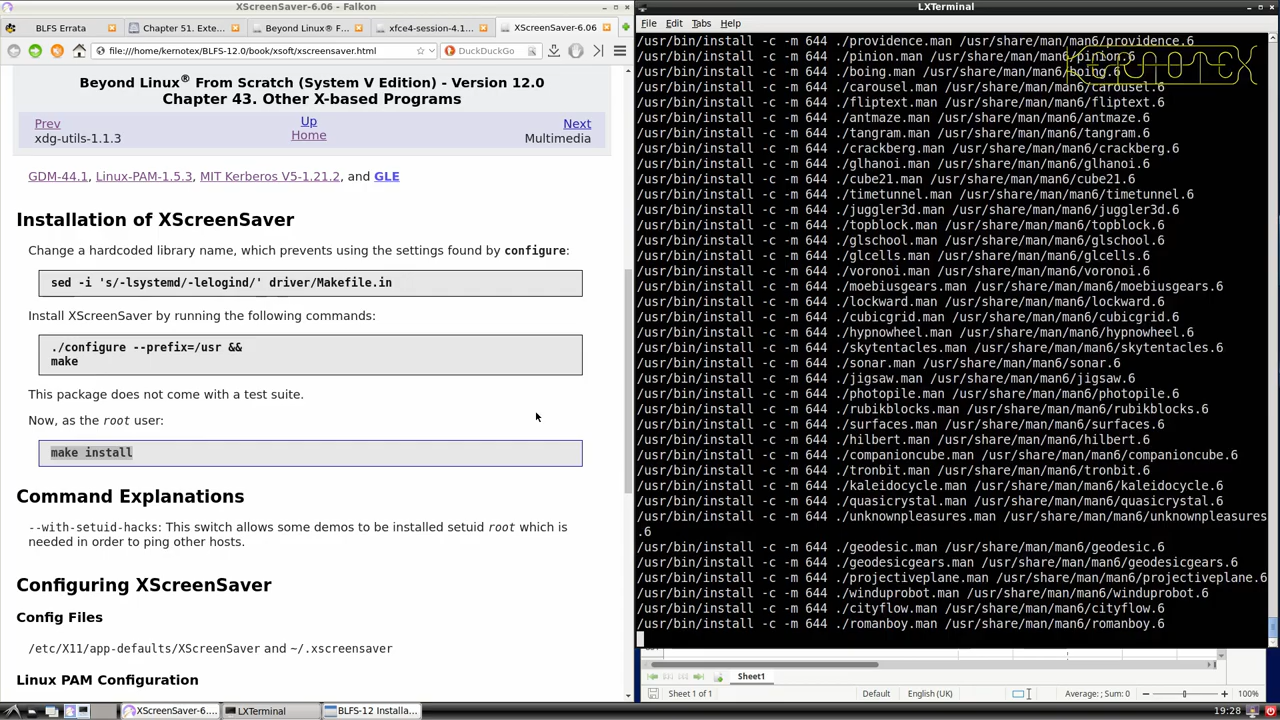 XScreenSaver-6.06 - Falkon
BLFS Errata
Chapter 51. Exte
Beyond Linux® F
xfce4-session-4.1
XScreenSaver-6.06
file:///home/kernotex/BLFS-12.0/book/xsoft/xscreensaver.html
DuckDuckGo
Beyond Linux® From Scratch (System V Edition) - Version 12.0
Chapter 43. Other X-based Programs
Prev
Up
Next
xdg-utils-1.1.3
Home
Multimedia
GDM-44.1, Linux-PAM-1.5.3, MIT Kerberos V5-1.21.2, and GLE
Installation of XScreenSaver
Change a hardcoded library name, which prevents using the settings found by configure:
sed -i 's/-lsystemd/-lelogind/' driver/Makefile.in
Install XScreenSaver by running the following commands:
./configure --prefix=/usr &&
make
This package does not come with a test suite.
Now, as the root user:
make install
Command Explanations
--with-setuid-hacks: This switch allows some demos to be installed setuid root which is
needed in order to ping other hosts.
Configuring XScreenSaver
Config Files
/etc/X11/app-defaults/XScreenSaver and ~/.xscreensaver
Linux PAM Configuration
LXTerminal
File Edit Tabs Help
/usr/bin/install -c -m 644 ./providence.man /usr/share/man/man6/providence.6
/usr/bin/install -c -m 644 ./pinion.man /usr/share/man/man6/pinion.6
/usr/bin/install -c -m 644 ./boing.man /usr/share/man/man6/boing.6
/usr/bin/install -c -m 644 ./carousel.man /usr/share/man/man6/carousel.6
/usr/bin/install -c -m 644 ./fliptext.man /usr/share/man/man6/fliptext.6
/usr/bin/install -c -m 644 ./antmaze.man /usr/share/man/man6/antmaze.6
/usr/bin/install -c -m 644 ./tangram.man /usr/share/man/man6/tangram.6
/usr/bin/install -c -m 644 ./crackberg.man /usr/share/man/man6/crackberg.6
/usr/bin/install -c -m 644 ./glhanoi.man /usr/share/man/man6/glhanoi.6
/usr/bin/install -c -m 644 ./cube21.man /usr/share/man/man6/cube21.6
/usr/bin/install -c -m 644 ./timetunnel.man /usr/share/man/man6/timetunnel.6
/usr/bin/install -c -m 644 ./juggler3d.man /usr/share/man/man6/juggler3d.6
/usr/bin/install -c -m 644 ./topblock.man /usr/share/man/man6/topblock.6
/usr/bin/install -c -m 644 ./glschool.man /usr/share/man/man6/glschool.6
/usr/bin/install -c -m 644 ./glcells.man /usr/share/man/man6/glcells.6
/usr/bin/install -c -m 644 ./voronoi.man /usr/share/man/man6/voronoi.6
/usr/bin/install -c -m 644 ./moebiusgears.man /usr/share/man/man6/moebiusgears.6
/usr/bin/install -c -m 644 ./lockward.man /usr/share/man/man6/lockward.6
/usr/bin/install -c -m 644 ./cubicgrid.man /usr/share/man/man6/cubicgrid.6
/usr/bin/install -c -m 644 ./hypnowheel.man /usr/share/man/man6/hypnowheel.6
/usr/bin/install -c -m 644 ./skytentacles.man /usr/share/man/man6/skytentacles.6
/usr/bin/install -c -m 644 ./sonar.man /usr/share/man/man6/sonar.6
/usr/bin/install -c -m 644 ./jigsaw.man /usr/share/man/man6/jigsaw.6
/usr/bin/install -c -m 644 ./photopile.man /usr/share/man/man6/photopile.6
/usr/bin/install -c -m 644 ./rubikblocks.man /usr/share/man/man6/rubikblocks.6
/usr/bin/install -c -m 644 ./surfaces.man /usr/share/man/man6/surfaces.6
/usr/bin/install -c -m 644 ./hilbert.man /usr/share/man/man6/hilbert.6
/usr/bin/install -c -m 644 ./companioncube.man /usr/share/man/man6/companioncube.6
/usr/bin/install -c -m 644 ./tronbit.man /usr/share/man/man6/tronbit.6
/usr/bin/install -c -m 644 ./kaleidocycle.man /usr/share/man/man6/kaleidocycle.6
/usr/bin/install -c -m 644 ./quasicrystal.man /usr/share/man/man6/quasicrystal.6
/usr/bin/install -c -m 644 ./unknownpleasures.man /usr/share/man/man6/unknownpleasures
.6
/usr/bin/install -c -m 644 ./geodesic.man /usr/share/man/man6/geodesic.6
/usr/bin/install -c -m 644 ./geodesicgears.man /usr/share/man/man6/geodesicgears.6
/usr/bin/install -c -m 644 ./projectiveplane.man /usr/share/man/man6/projectiveplane.6
/usr/bin/install -c -m 644 ./winduprobot.man /usr/share/man/man6/winduprobot.6
/usr/bin/install -c -m 644 ./cityflow.man /usr/share/man/man6/cityflow.6
/usr/bin/install -c -m 644 ./romanboy.man /usr/share/man/man6/romanboy.6
KERNOTEX
Sheet1
Sheet 1 of 1
Default
English (UK)
Average: ; Sum: 0
100%
XScreenSaver-6.0...
LXTerminal
BLFS-12 Installa...
19:28